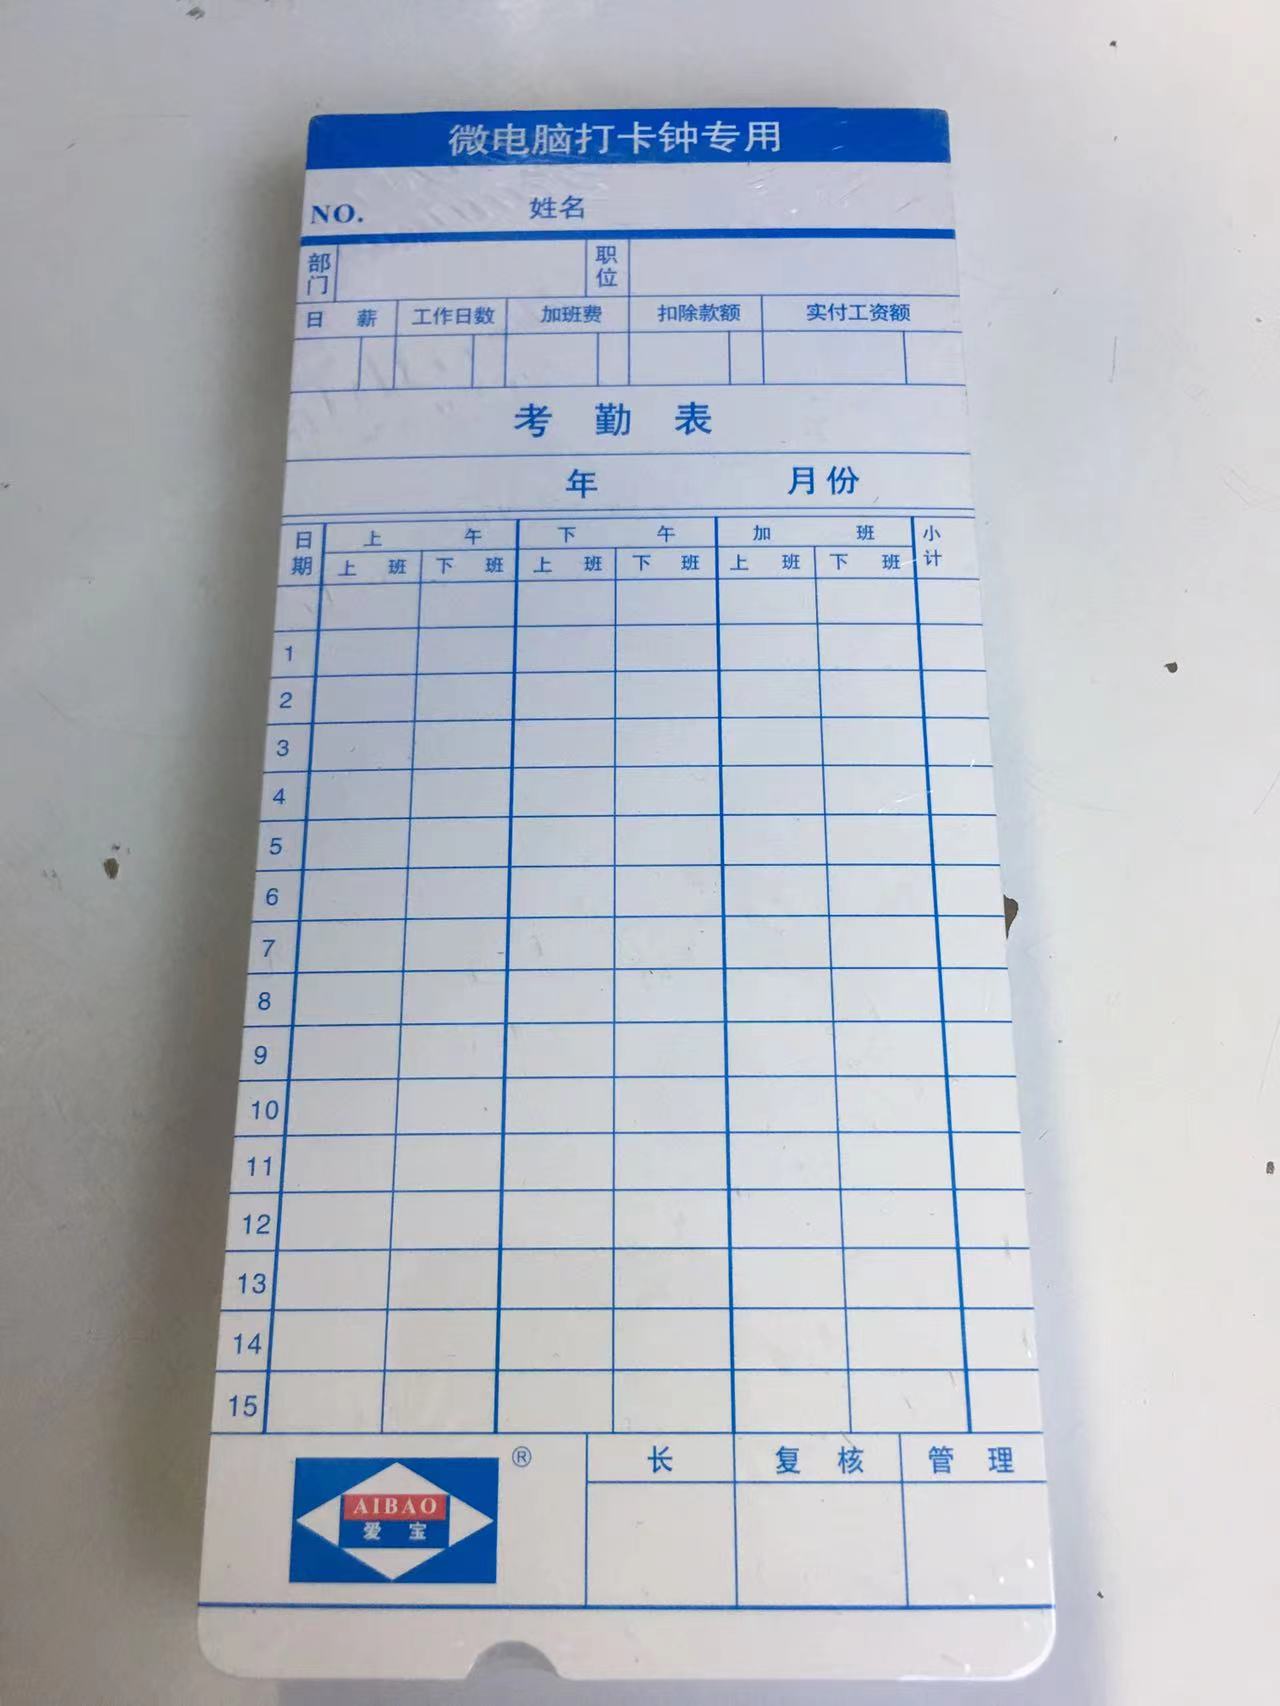 微电脑打卡钟专用
NO. 姓名
部门 职位
日薪 工作日数 加班费 扣除款额 实付工资额
考勤表
年 月份
日期 上午 下午 加班 小计
上班 下班 上班 下班 上班 下班
1
2
3
4
5
6
7
8
9
10
11
12
13
14
15
® 长 复核 管理
AIBAO
爱宝